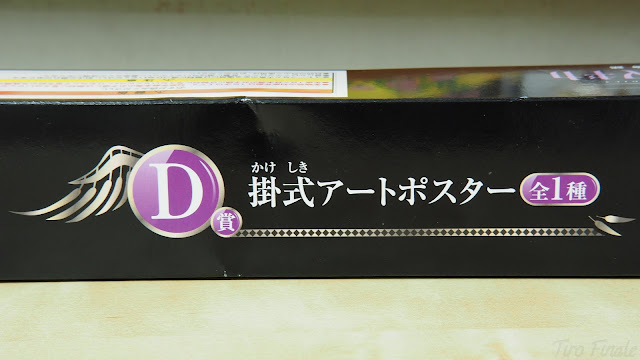 かけ しき
D賞 掛式アートポスター 全1種
Tiro Finale